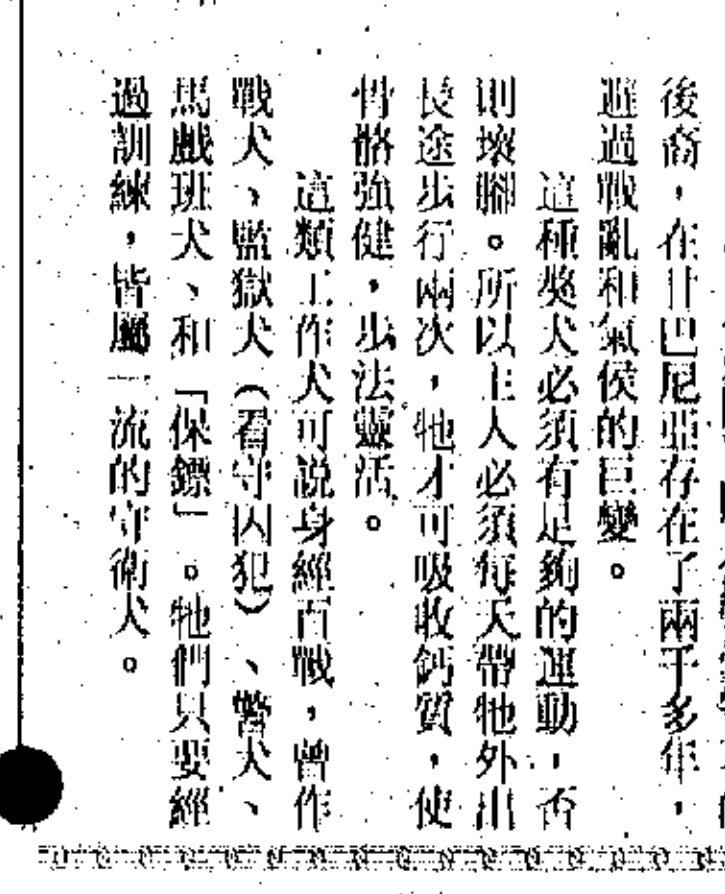 後裔，在甘巴尼亞存在了兩千多年，
避過戰亂和氣侯的巨變。
這種獒犬必須有足夠的運動，否
則壞腳。所以主人必須每天帶牠外出
長途步行兩次，牠才可吸收鈣質，使
骨骼強健，步法靈活。
這類工作犬可説身經百戰，曾作
戰犬、監獄犬（看守囚犯）、警犬、
馬戲班犬、和「保鏢」。牠們只要經
過訓練，皆屬一流的守衛犬。